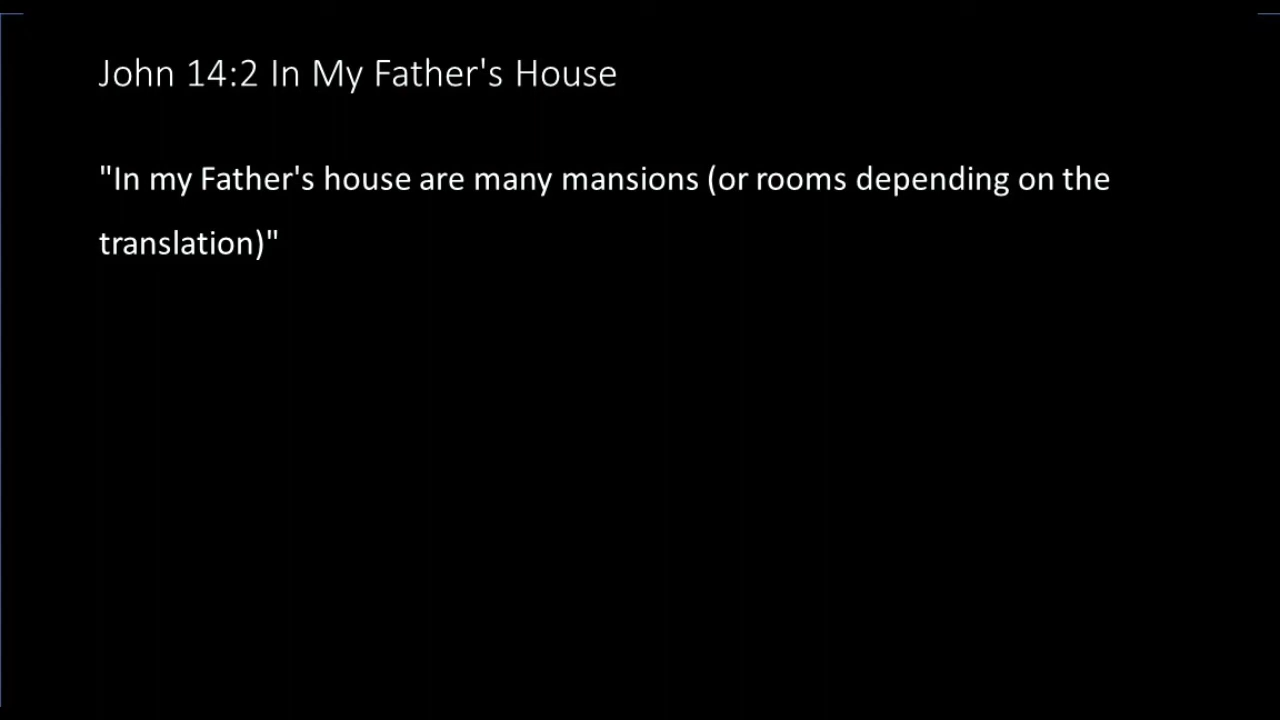 John 14:2 In My Father's House
"In my Father's house are many mansions (or rooms depending on the
translation)"